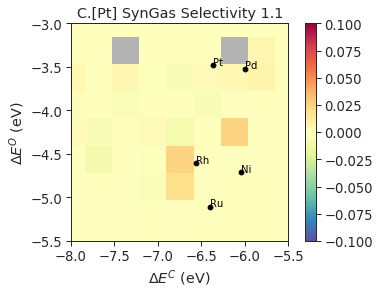 C.[Pt] SynGas Selectivity 1.1
−3.0
−3.5
−4.0
−4.5
−5.0
−5.5
ΔE^O (eV)
Pt
Pd
Rh
Ni
Ru
−8.0 −7.5 −7.0 −6.5 −6.0 −5.5
ΔE^C (eV)
0.100
0.075
0.050
0.025
0.000
−0.025
−0.050
−0.075
−0.100